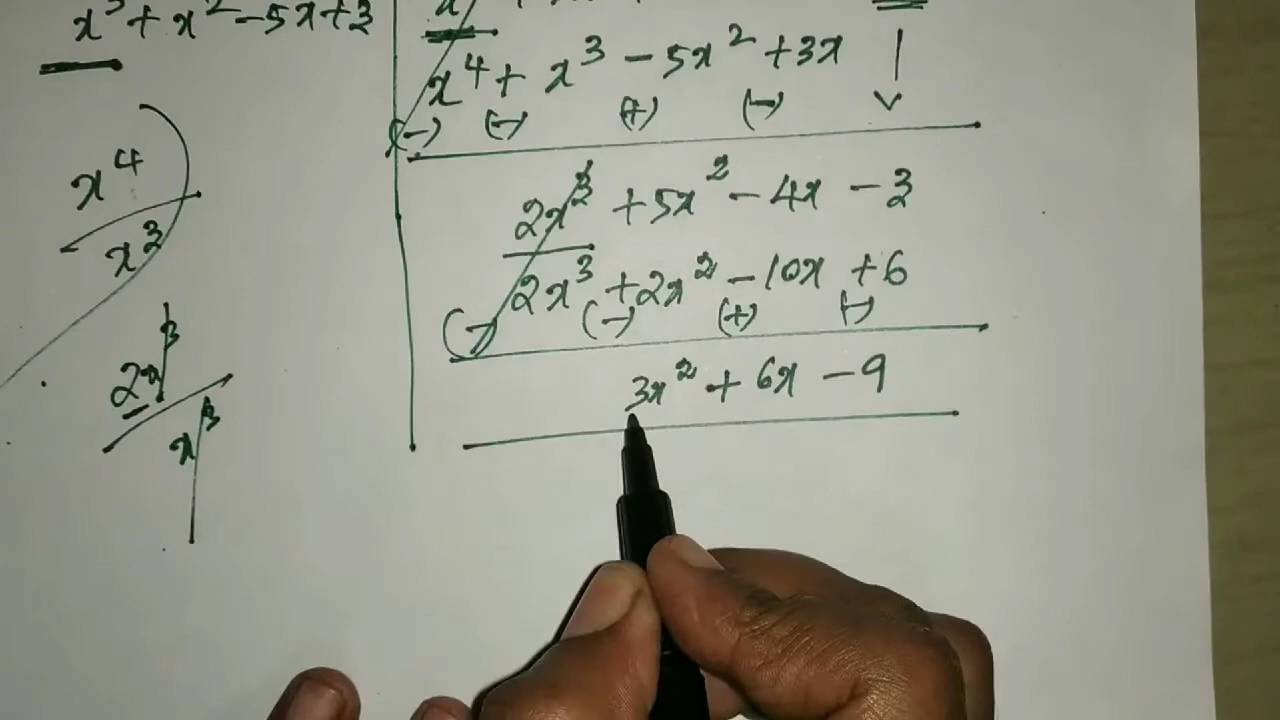 x³ + x² - 5x + 3
x⁴ + x³ - 5x² + 3x
(-) (-) (+) (-)
2x³ + 5x² - 4x - 3
2x³ + 2x² - 10x + 6
(-) (-) (+) (-)
3x² + 6x - 9
x⁴
x³
2x³
x³